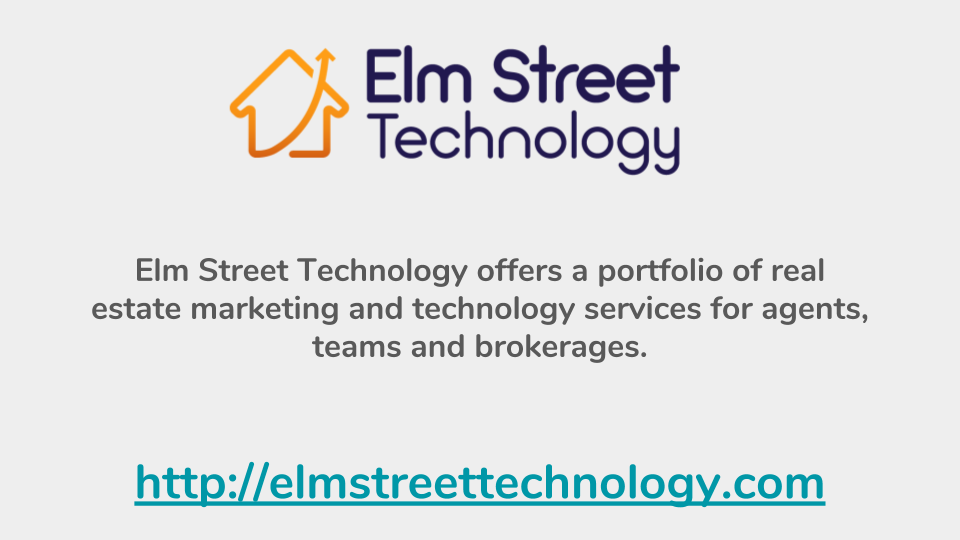 Elm Street
Technology
Elm Street Technology offers a portfolio of real
estate marketing and technology services for agents,
teams and brokerages.
http://elmstreettechnology.com